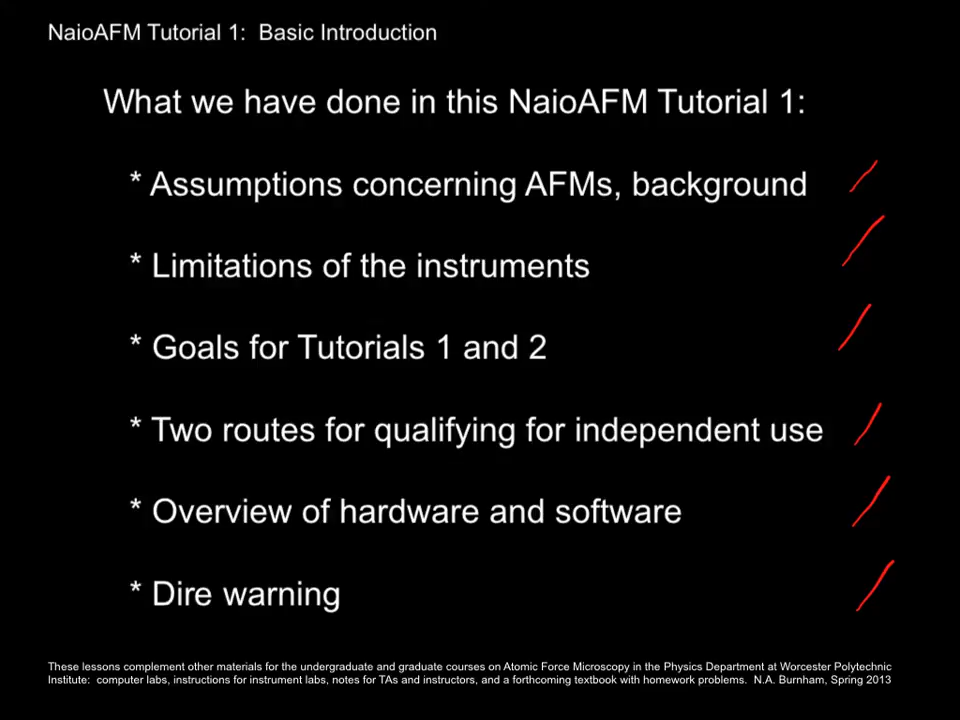 NaioAFM Tutorial 1:  Basic Introduction
What we have done in this NaioAFM Tutorial 1:
* Assumptions concerning AFMs, background
* Limitations of the instruments
* Goals for Tutorials 1 and 2
* Two routes for qualifying for independent use
* Overview of hardware and software
* Dire warning
These lessons complement other materials for the undergraduate and graduate courses on Atomic Force Microscopy in the Physics Department at Worcester Polytechnic
Institute:  computer labs, instructions for instrument labs, notes for TAs and instructors, and a forthcoming textbook with homework problems.  N.A. Burnham, Spring 2013